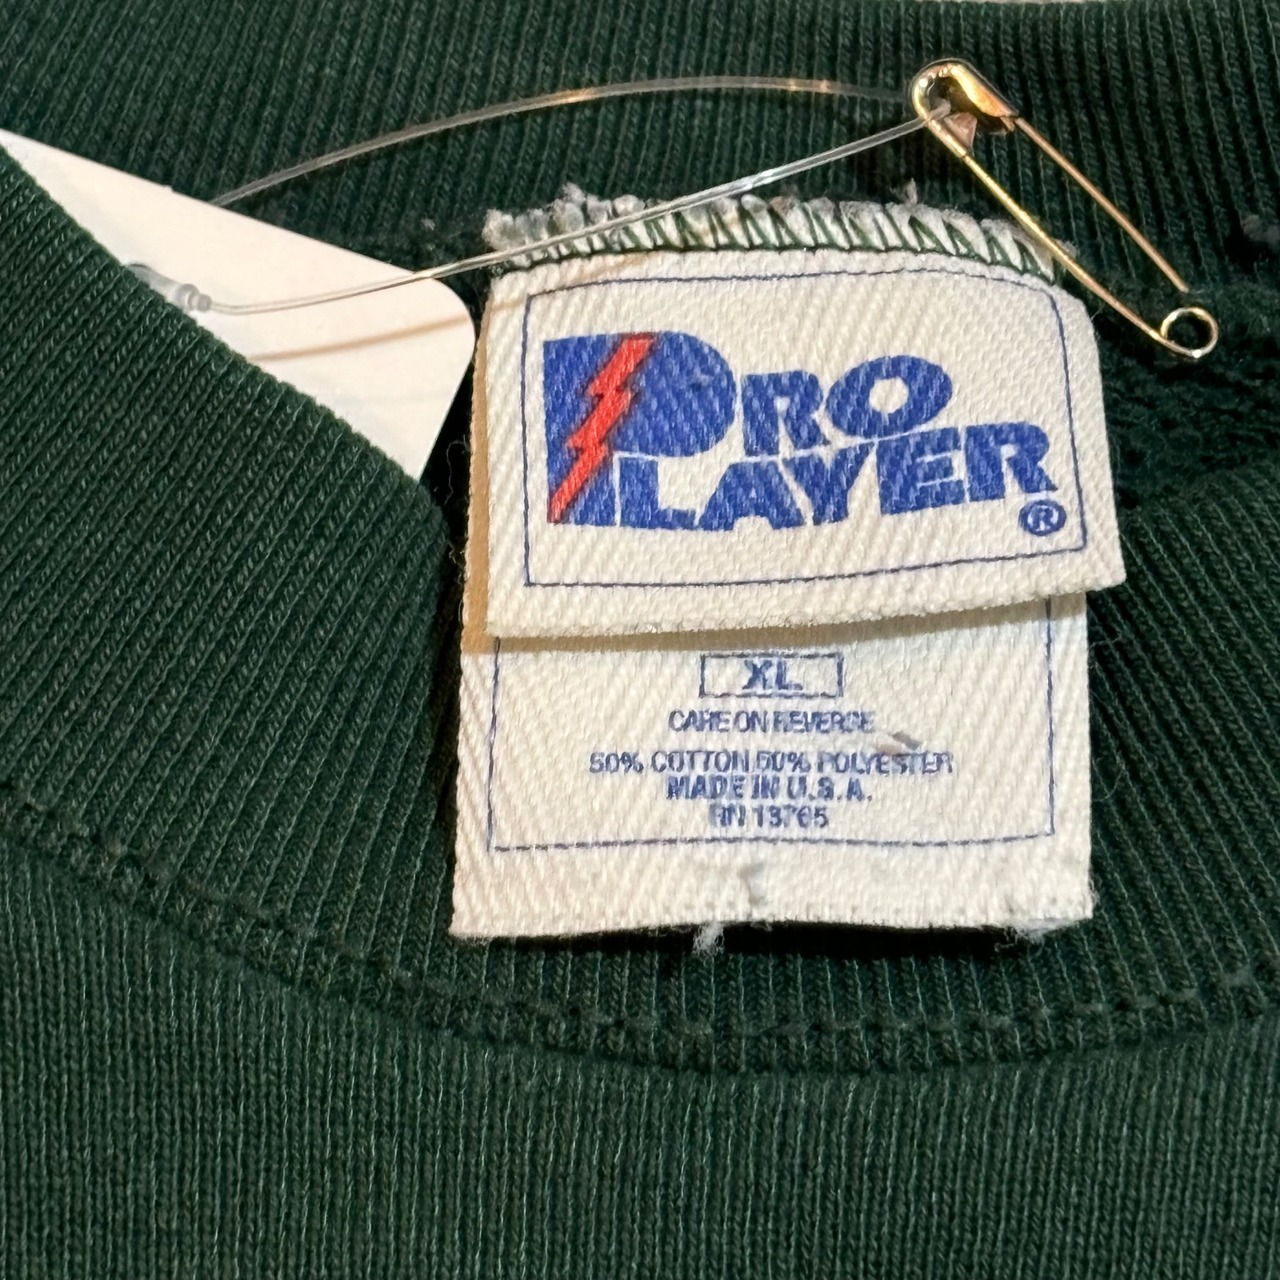 PRO
PLAYER®
XL
CARE ON REVERSE
50% COTTON 50% POLYESTER
MADE IN U.S.A.
RN 13765